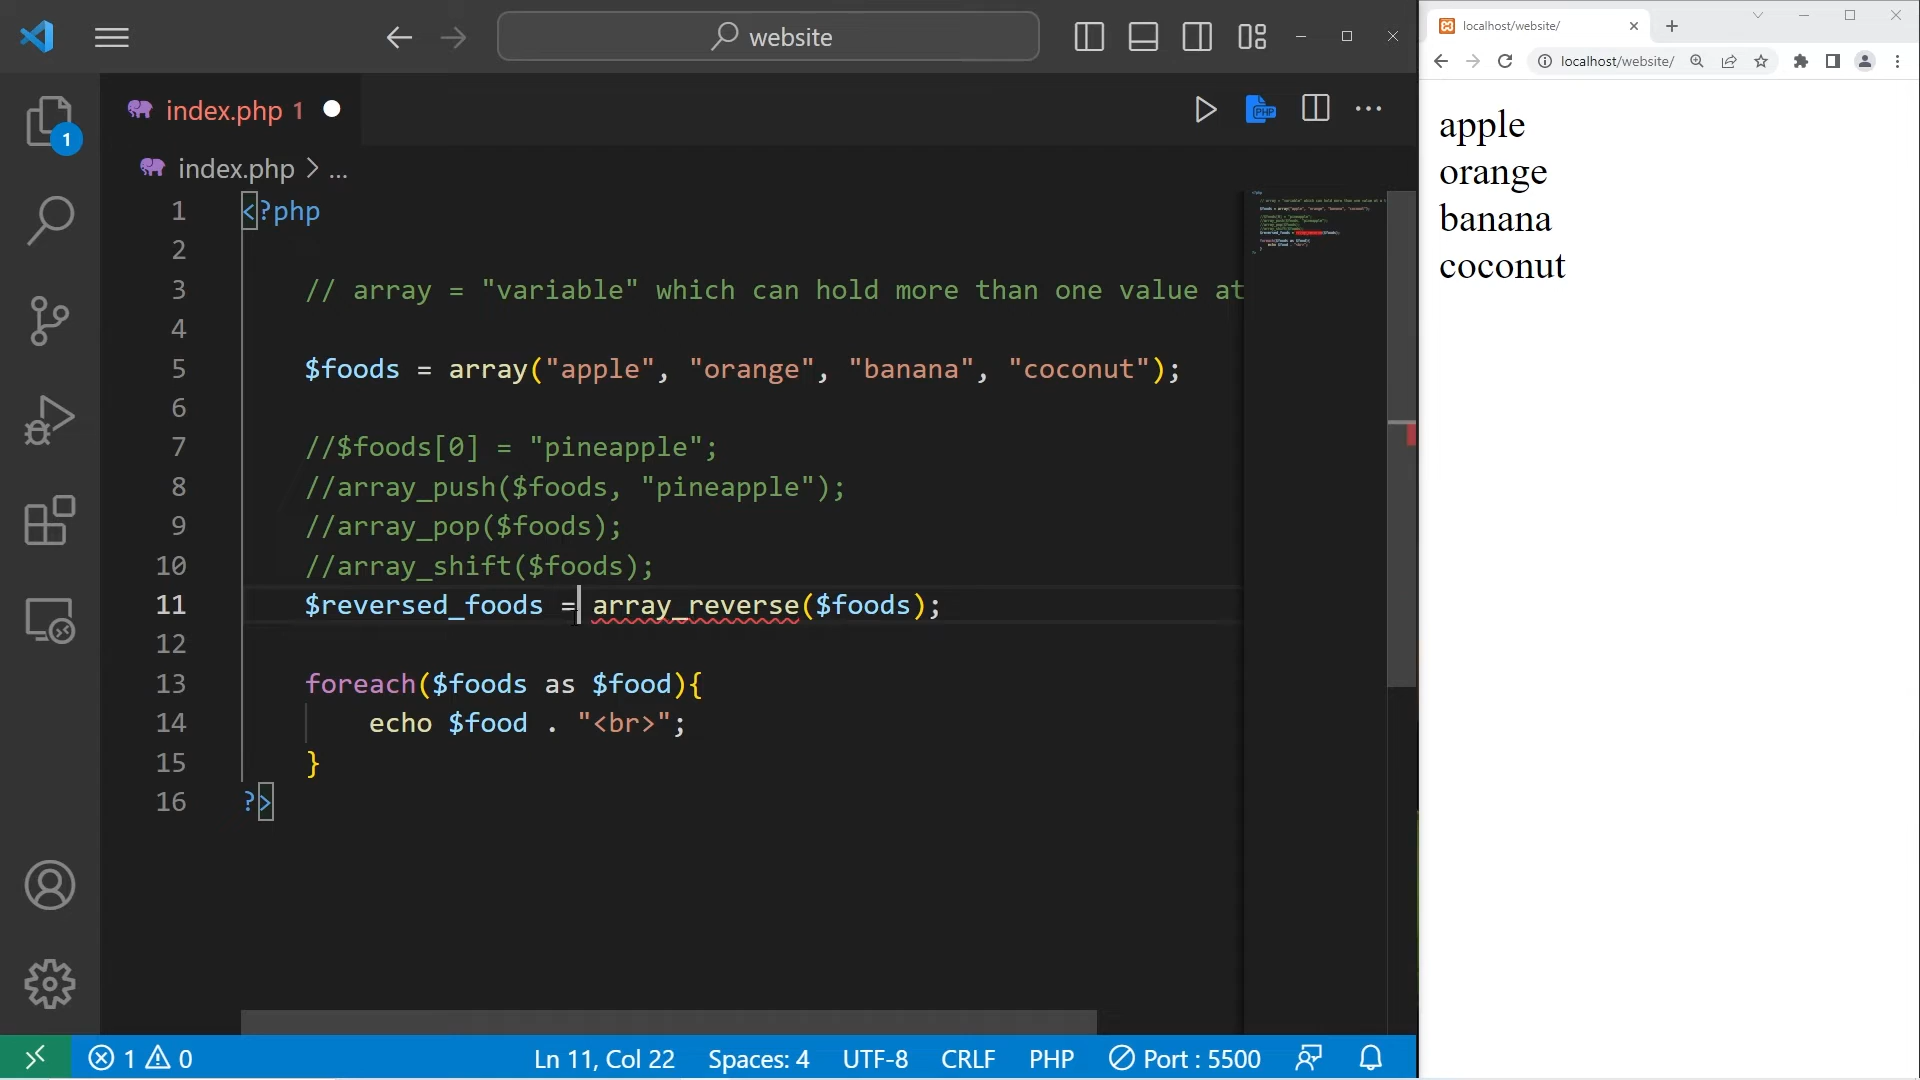 website
index.php 1
index.php > ...
1 <?php
2
3 // array = "variable" which can hold more than one value at
4
5 $foods = array("apple", "orange", "banana", "coconut");
6
7 //$foods[0] = "pineapple";
8 //array_push($foods, "pineapple");
9 //array_pop($foods);
10 //array_shift($foods);
11 $reversed_foods = array_reverse($foods);
12
13 foreach($foods as $food){
14 echo $food . "<br>";
15 }
16 ?>
1
PHP
1 0
Ln 11, Col 22
Spaces: 4
UTF-8
CRLF
PHP
Port : 5500
localhost/website/
localhost/website/
apple
orange
banana
coconut